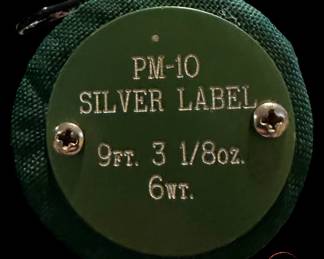 PM-10
SILVER LABEL
9FT. 3 1/8oz.
6WT.